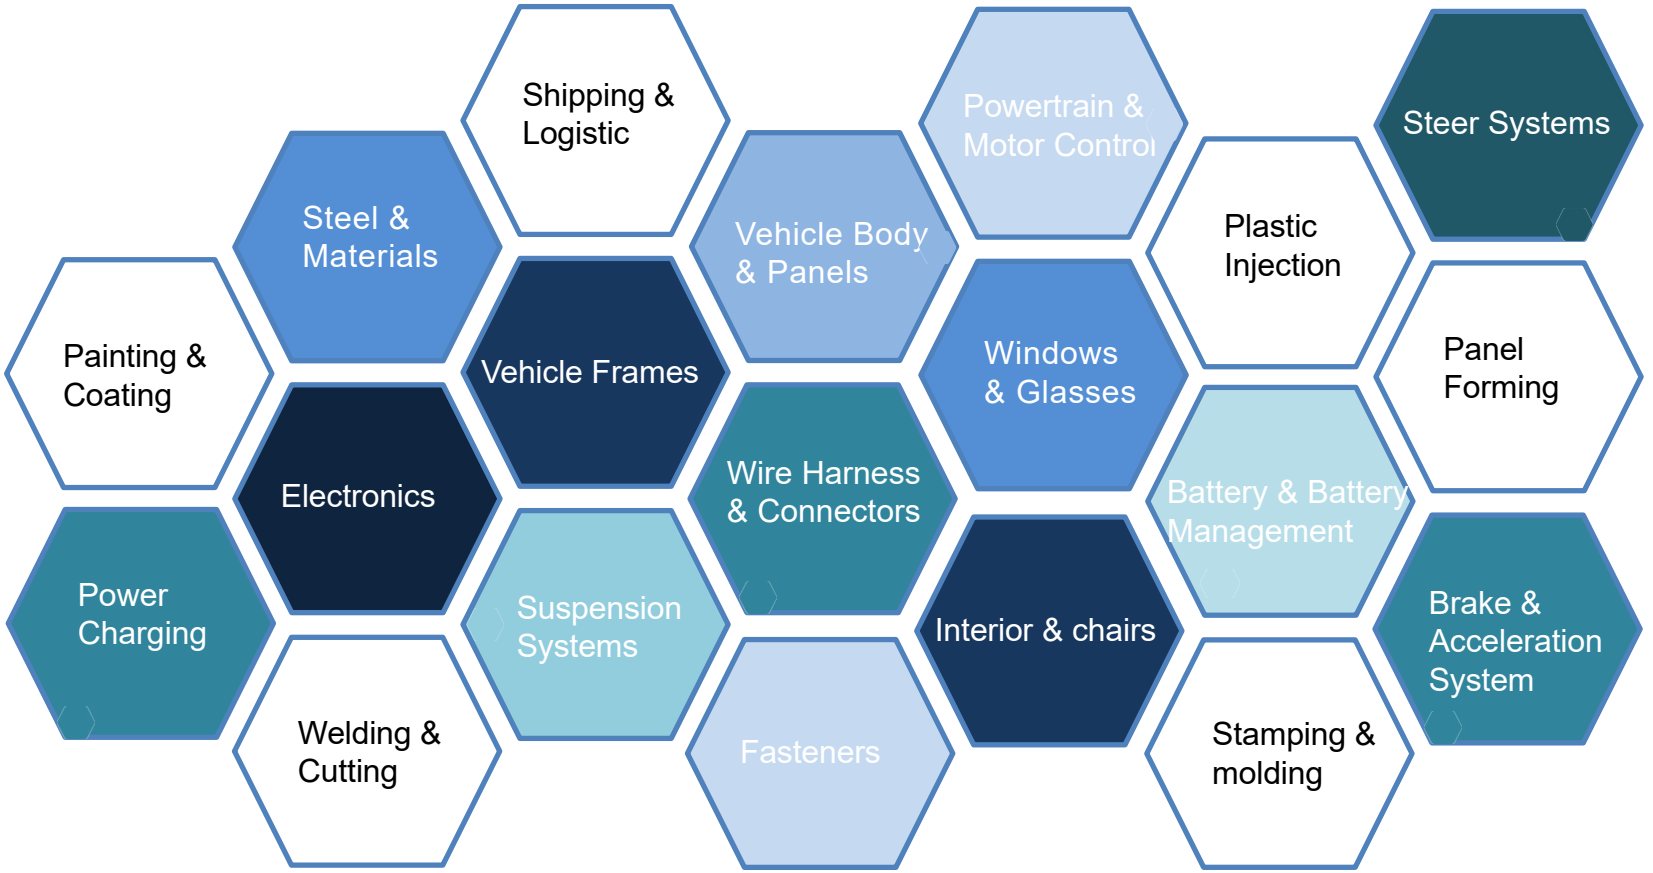 Shipping &
Logistic
Powertrain &
Motor Control
Steer Systems
Steel &
Materials
Vehicle Body
& Panels
Plastic
Injection
Painting &
Coating
Vehicle Frames
Windows
& Glasses
Panel
Forming
Electronics
Wire Harness
& Connectors
Battery & Battery
Management
Power
Charging
Suspension
Systems
Interior & chairs
Brake &
Acceleration
System
Welding &
Cutting
Fasteners
Stamping &
molding